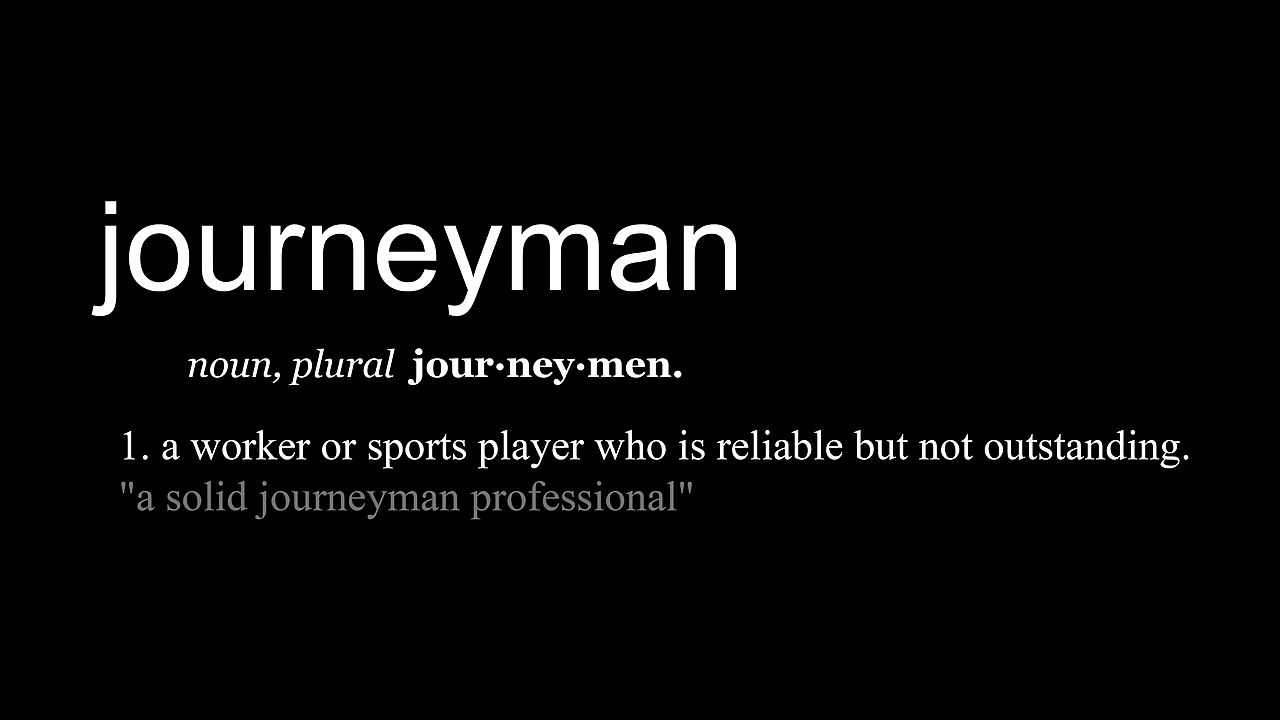 journeyman
noun, plural jour·ney·men.
1. a worker or sports player who is reliable but not outstanding.
"a solid journeyman professional"